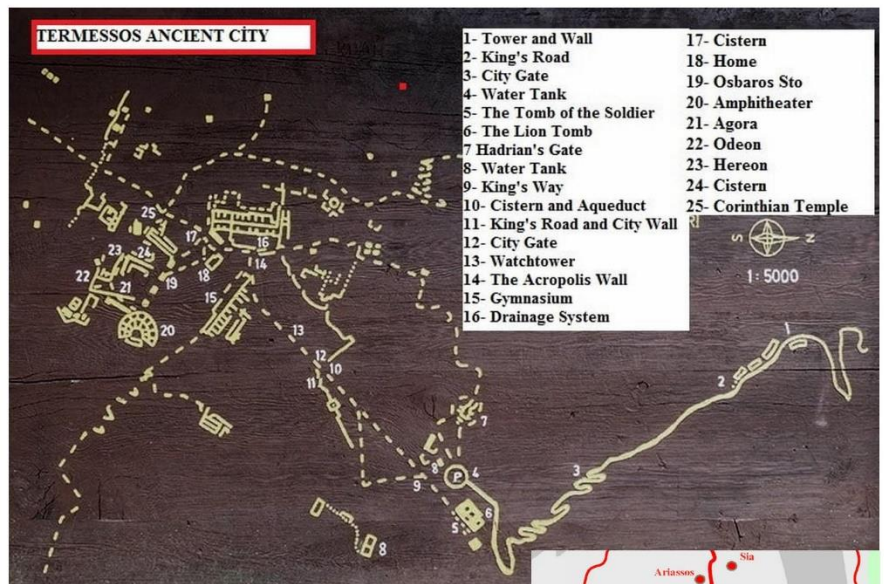 TERMESSOS ANCIENT CİTY
1- Tower and Wall
2- King's Road
3- City Gate
4- Water Tank
5- The Tomb of the Soldier
6- The Lion Tomb
7 Hadrian's Gate
8- Water Tank
9- King's Way
10- Cistern and Aqueduct
11- King's Road and City Wall
12- City Gate
13- Watchtower
14- The Acropolis Wall
15- Gymnasium
16- Drainage System
17- Cistern
18- Home
19- Osbaros Sto
20- Amphitheater
21- Agora
22- Odeon
23- Hereon
24- Cistern
25- Corinthian Temple
S N
1:5000
25
17
16
23
24
18
14
22
21
19
15
20
13
12
10
11
1
2
7
8
P 4
3
9
6
5
8
Sia
Ariassos